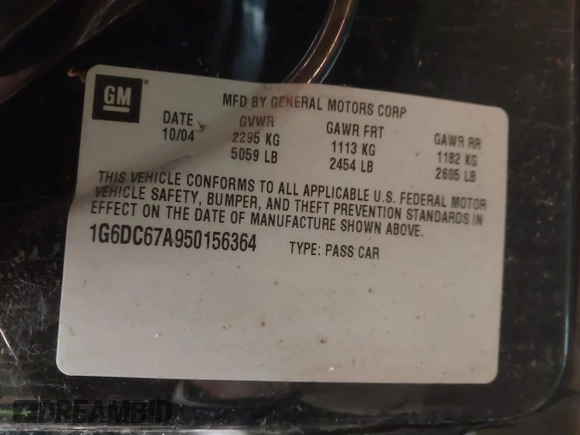 GM
MFD BY GENERAL MOTORS CORP
DATE GVWR GAWR FRT GAWR RR
10/04 2295 KG 1113 KG 1182 KG
5059 LB 2454 LB 2605 LB
THIS VEHICLE CONFORMS TO ALL APPLICABLE U.S. FEDERAL MOTOR
VEHICLE SAFETY, BUMPER, AND THEFT PREVENTION STANDARDS IN
EFFECT ON THE DATE OF MANUFACTURE SHOWN ABOVE.
1G6DC67A950156364 TYPE: PASS CAR
DREAMBID